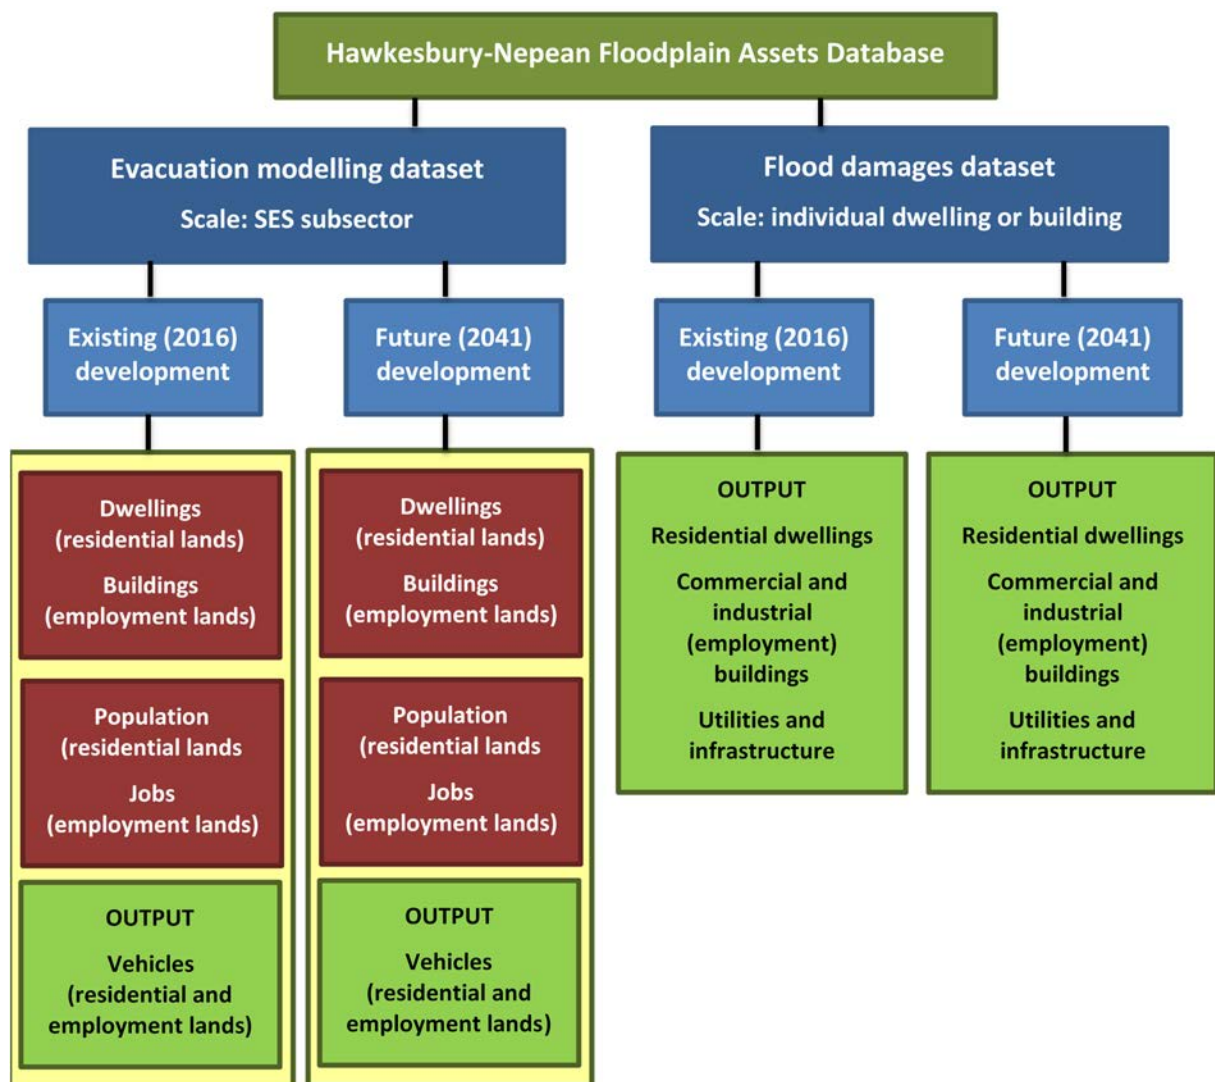 Hawkesbury-Nepean Floodplain Assets Database
Evacuation modelling dataset
Scale: SES subsector
Flood damages dataset
Scale: individual dwelling or building
Existing (2016)
development
Future (2041)
development
Existing (2016)
development
Future (2041)
development
Dwellings
(residential lands)
Buildings
(employment lands)
Population
(residential lands
Jobs
(employment lands)
OUTPUT
Vehicles
(residential and
employment lands)
Dwellings
(residential lands)
Buildings
(employment lands)
Population
(residential lands
Jobs
(employment lands)
OUTPUT
Vehicles
(residential and
employment lands)
OUTPUT
Residential dwellings
Commercial and
industrial
(employment)
buildings
Utilities and
infrastructure
OUTPUT
Residential dwellings
Commercial and
industrial
(employment)
buildings
Utilities and
infrastructure